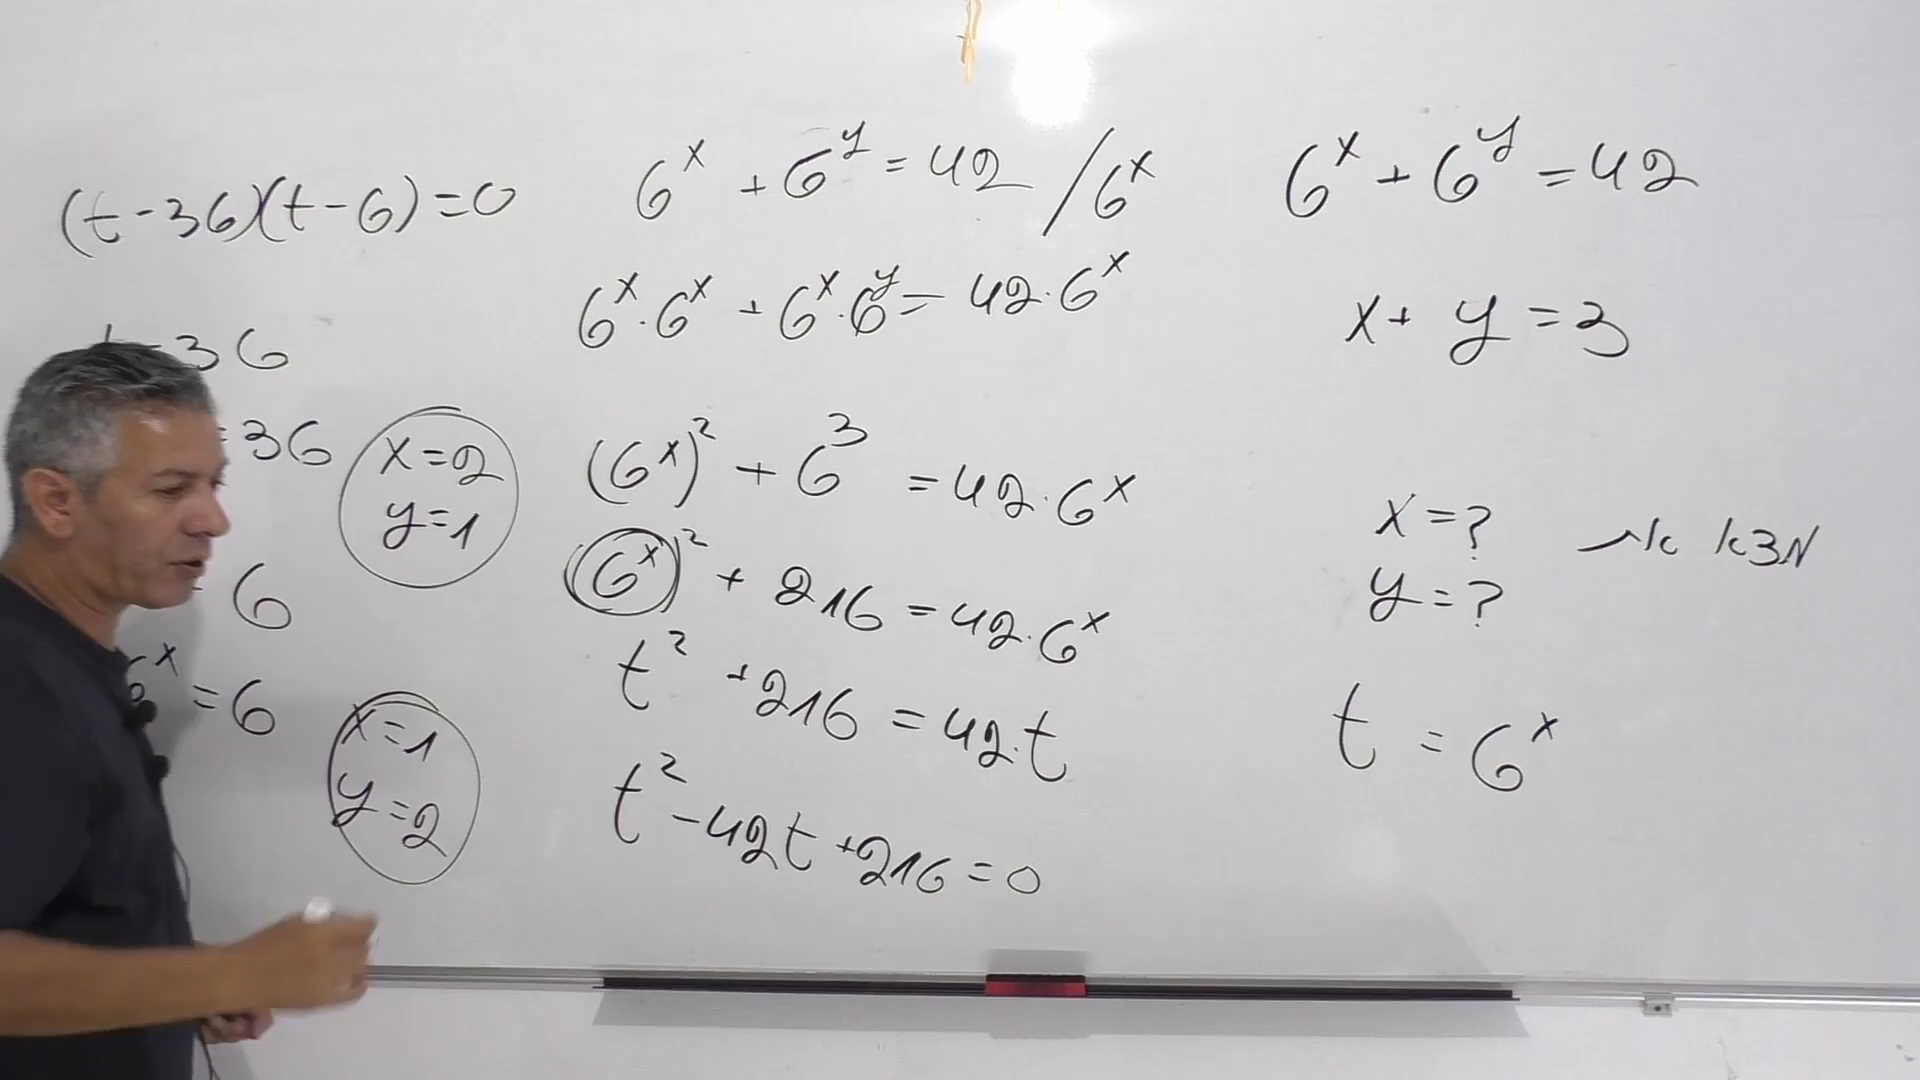 6^x + 6^y = 42
x + y = 3
x = ?
y = ?
t = 6^x
6^x + 6^y = 42 / 6^x
6^x · 6^x + 6^x · 6^y = 42 · 6^x
(6^x)^2 + 6^3 = 42 · 6^x
(6^x)^2 + 216 = 42 · 6^x
t^2 + 216 = 42 · t
t^2 - 42t + 216 = 0
(t - 36)(t - 6) = 0
t = 36
= 36
x = 2
y = 1
= 6
6^x = 6
x = 1
y = 2